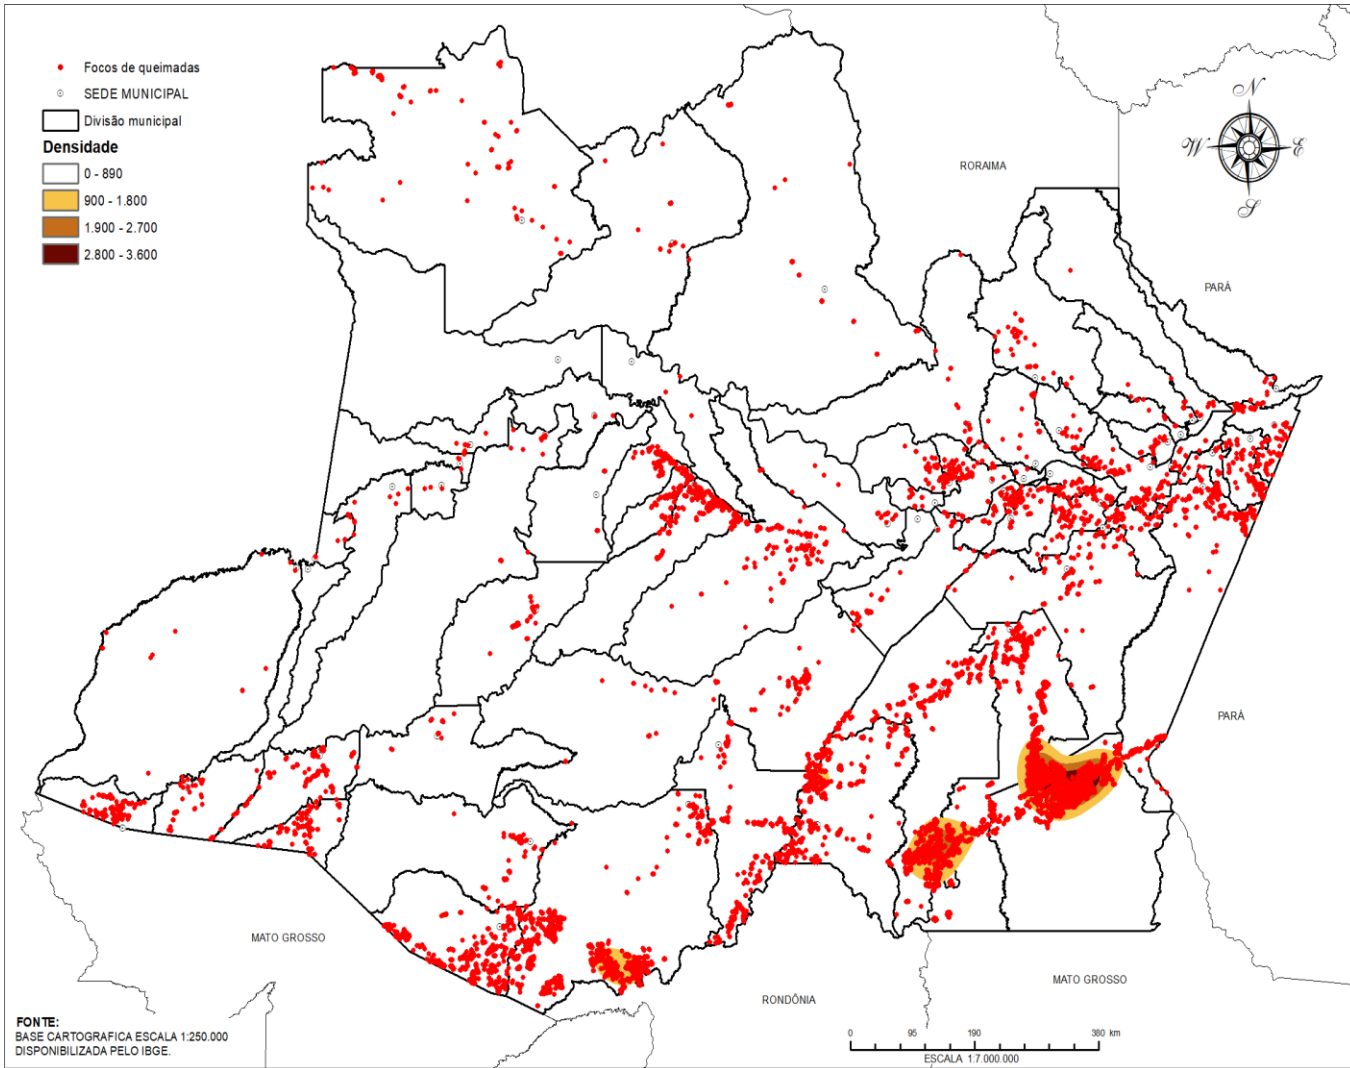 Focos de queimadas
SEDE MUNICIPAL
Divisão municipal
Densidade
0 - 890
900 - 1.800
1.900 - 2.700
2.800 - 3.600
N
W
E
S
RORAIMA
PARÁ
PARÁ
MATO GROSSO
RONDÔNIA
MATO GROSSO
FONTE:
BASE CARTOGRAFICA ESCALA 1:250.000
DISPONIBILIZADA PELO IBGE.
0 95 190 380 km
ESCALA 1:7.000.000